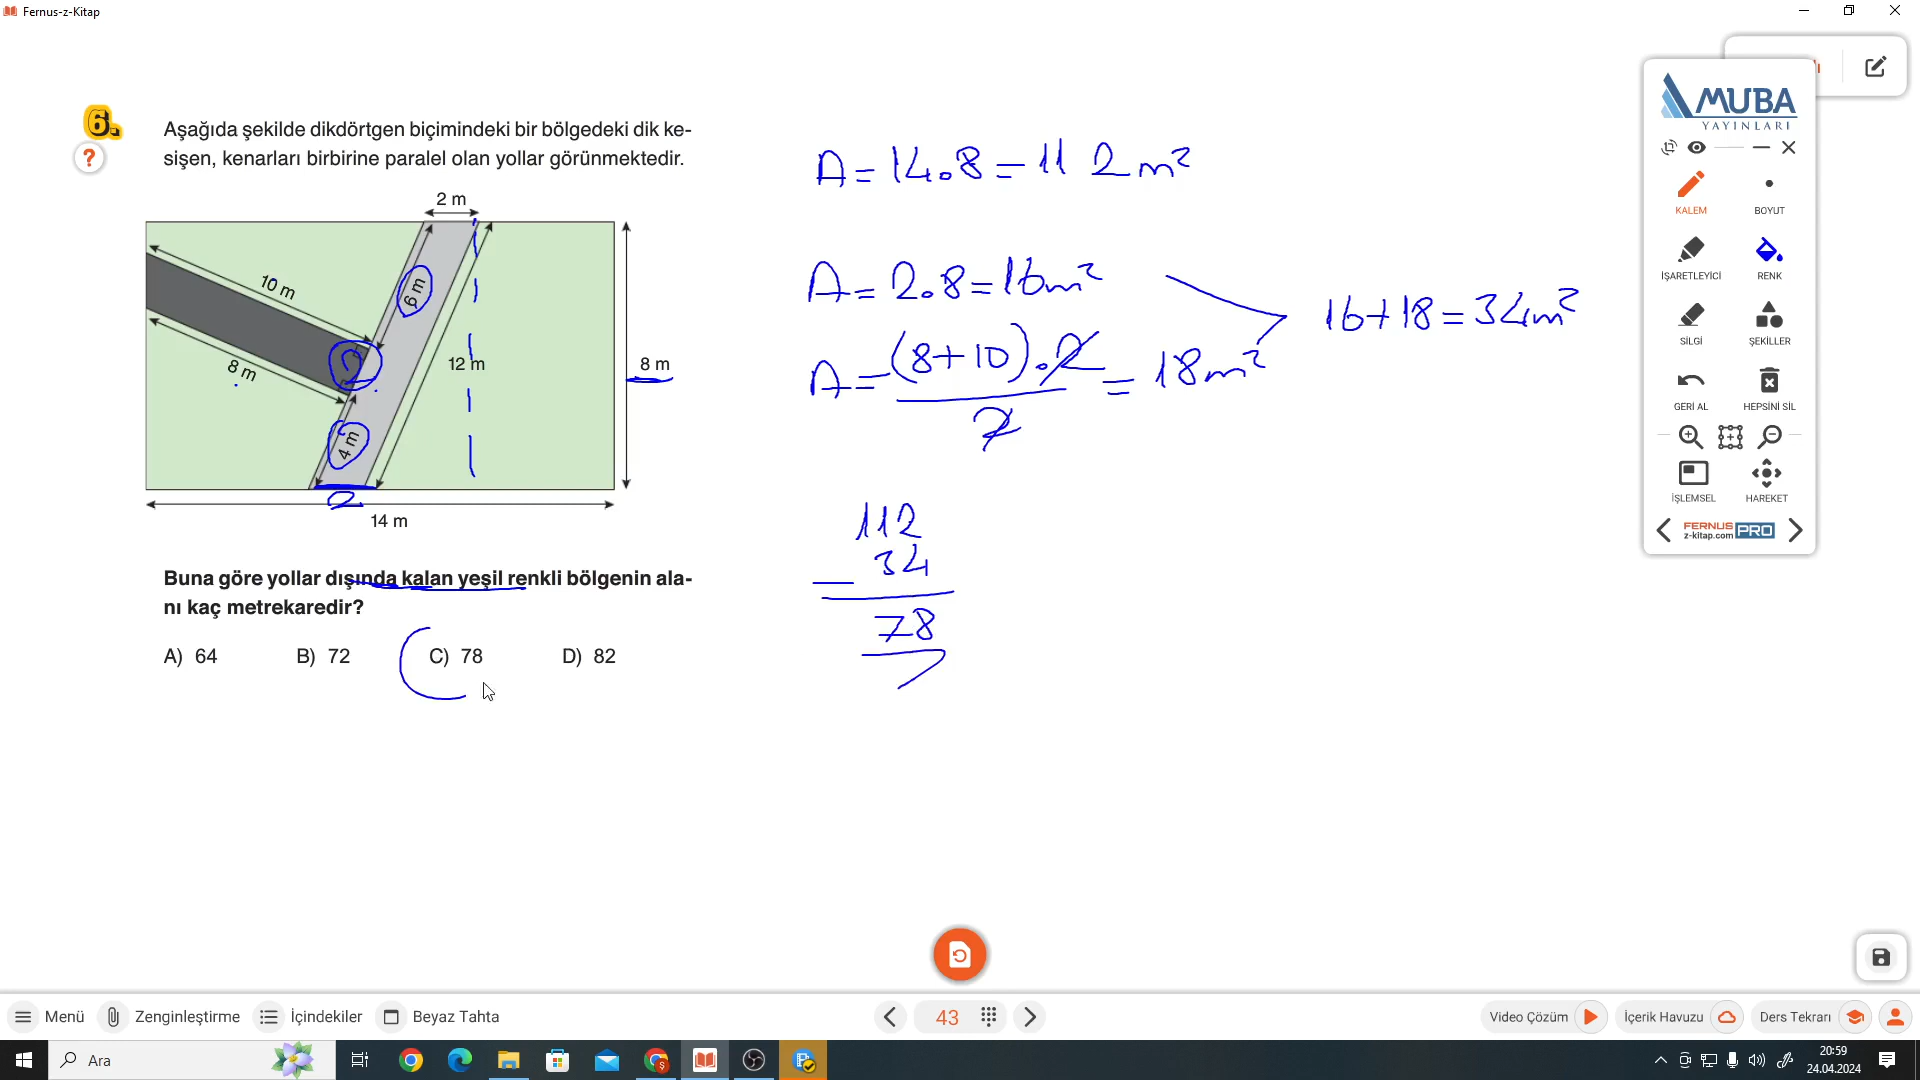 Fernus-z-Kitap
6.
?
Aşağıda şekilde dikdörtgen biçimindeki bir bölgedeki dik ke-
sişen, kenarları birbirine paralel olan yollar görünmektedir.
2 m
10 m
6 m
2
8 m
12 m
8 m
4 m
2
14 m
Buna göre yollar dışında kalan yeşil renkli bölgenin ala-
nı kaç metrekaredir?
A) 64 B) 72 C) 78 D) 82
A = 14.8 = 112 m²
A = 2.8 = 16m²
16+18 = 34m²
A = (8+10).2 = 18m²
2
112
34
78
MUBA
YAYINLARI
KALEM BOYUT
İŞARETLEYİCİ RENK
SİLGİ ŞEKİLLER
GERİ AL HEPSİNİ SİL
İŞLEMSEL HAREKET
FERNUS PRO
z-kitap.com
Menü Zenginleştirme İçindekiler Beyaz Tahta 43 Video Çözüm İçerik Havuzu Ders Tekrarı
Ara
20:59
24.04.2024